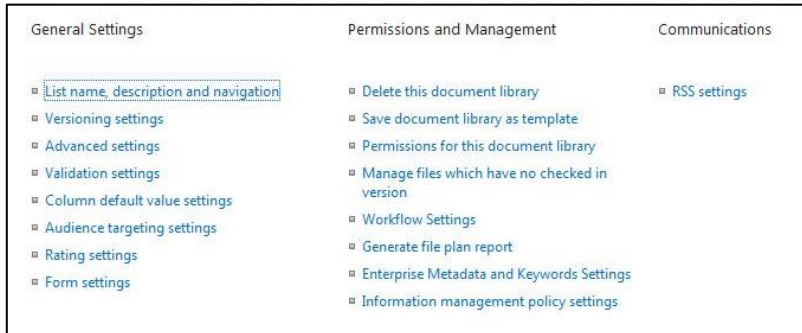 General Settings
List name, description and navigation
Versioning settings
Advanced settings
Validation settings
Column default value settings
Audience targeting settings
Rating settings
Form settings
Permissions and Management
Delete this document library
Save document library as template
Permissions for this document library
Manage files which have no checked in
version
Workflow Settings
Generate file plan report
Enterprise Metadata and Keywords Settings
Information management policy settings
Communications
RSS settings